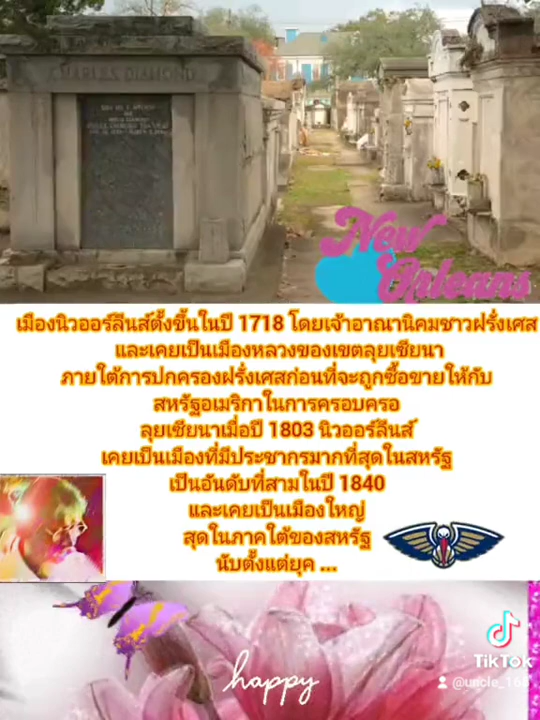 CHARLES DIAMOND
New
Orleans
เมืองนิวออร์ลีนส์ตั้งขึ้นในปี 1718 โดยเจ้าอาณานิคมชาวฝรั่งเศส
และเคยเป็นเมืองหลวงของเขตลุยเซียนา
ภายใต้การปกครองฝรั่งเศสก่อนที่จะถูกซื้อขายให้กับ
สหรัฐอเมริกาในการครอบครอ
ลุยเซียนาเมื่อปี 1803 นิวออร์ลีนส์
เคยเป็นเมืองที่มีประชากรมากที่สุดในสหรัฐ
เป็นอันดับที่สามในปี 1840
และเคยเป็นเมืองใหญ่
สุดในภาคใต้ของสหรัฐ
นับตั้งแต่ยุค ...
happy
TikTok